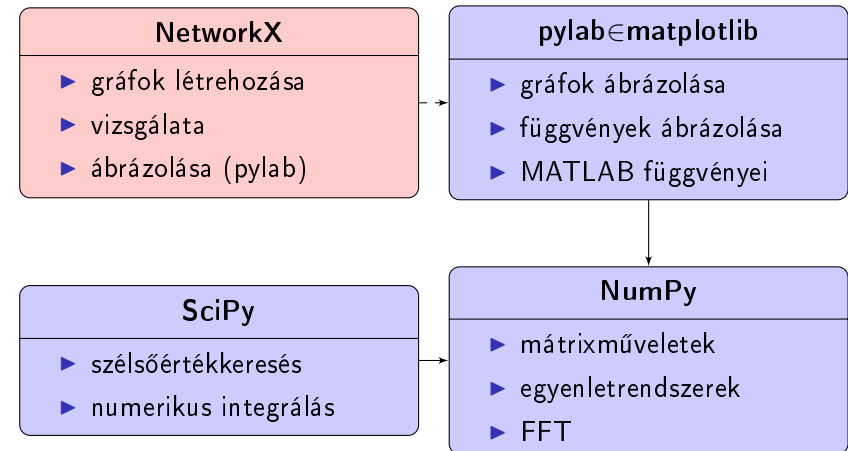 NetworkX
▶ gráfok létrehozása
▶ vizsgálata
▶ ábrázolása (pylab)
pylab∈matplotlib
▶ gráfok ábrázolása
▶ függvények ábrázolása
▶ MATLAB függvényei
SciPy
▶ szélsőértékkeresés
▶ numerikus integrálás
NumPy
▶ mátrixműveletek
▶ egyenletrendszerek
▶ FFT